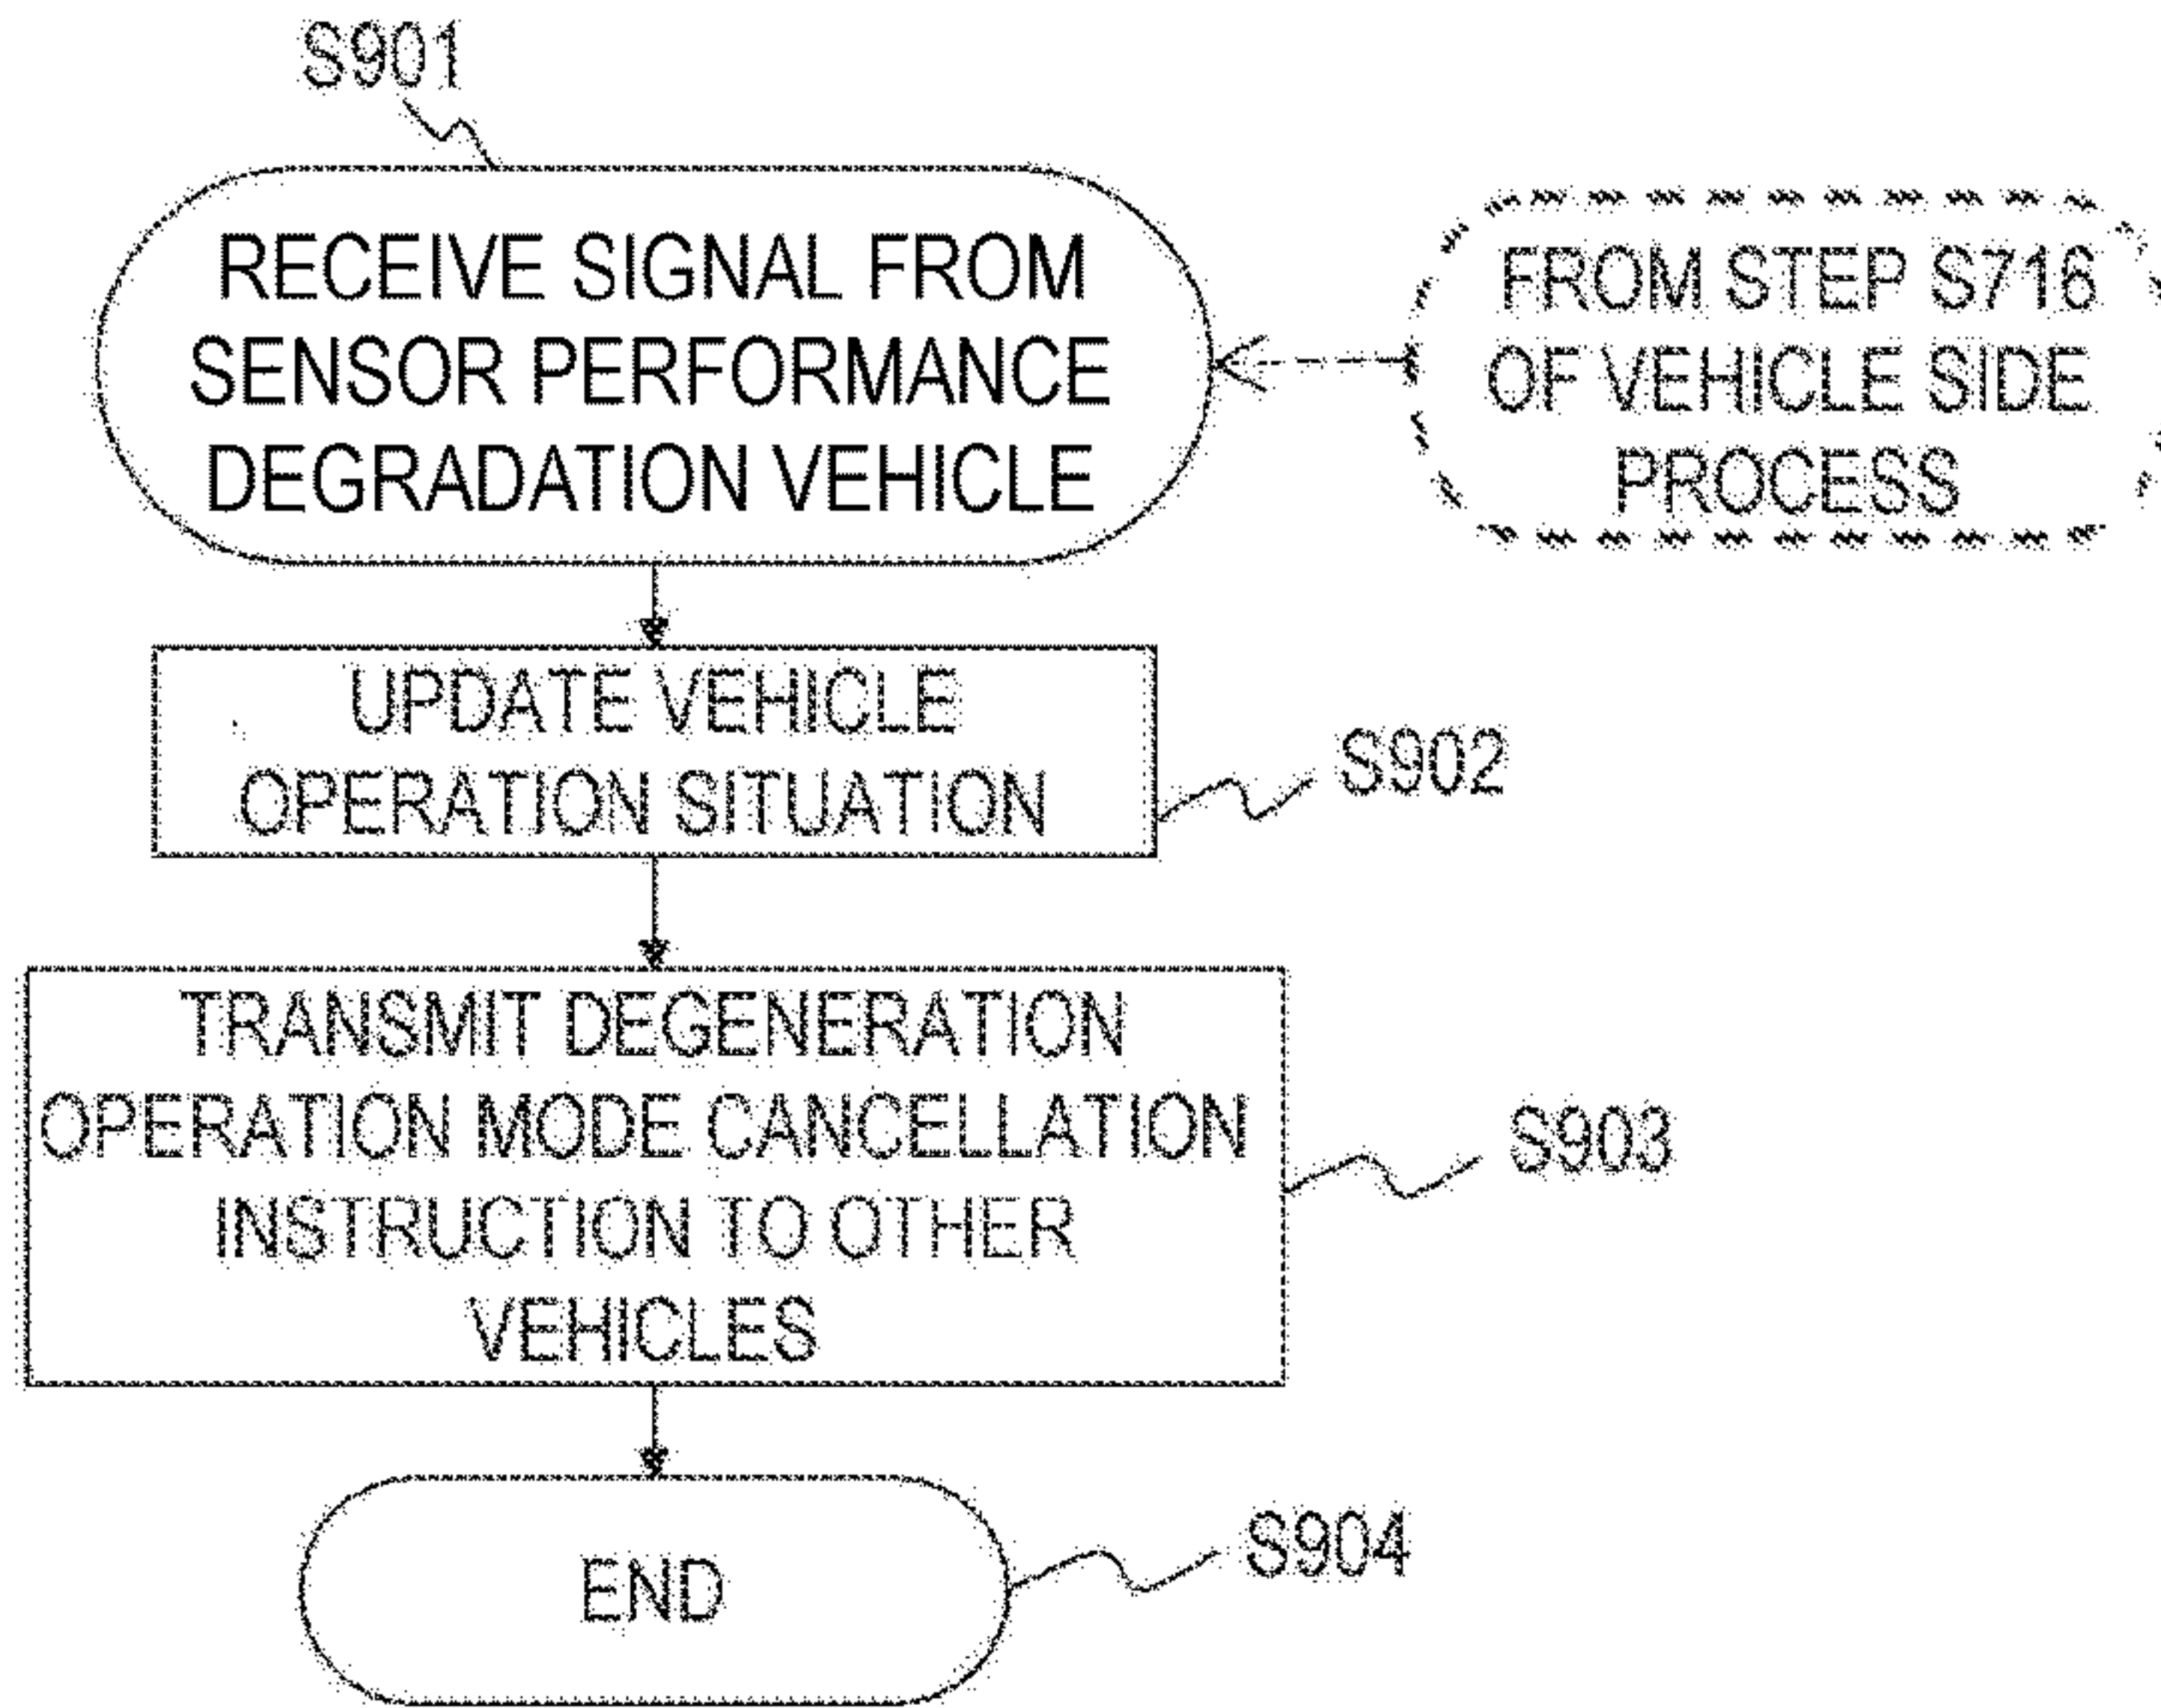 S901
RECEIVE SIGNAL FROM
SENSOR PERFORMANCE
DEGRADATION VEHICLE
FROM STEP S716
OF VEHICLE SIDE
PROCESS
UPDATE VEHICLE
OPERATION SITUATION
S902
TRANSMIT DEGENERATION
OPERATION MODE CANCELLATION
INSTRUCTION TO OTHER
VEHICLES
S903
END
S904